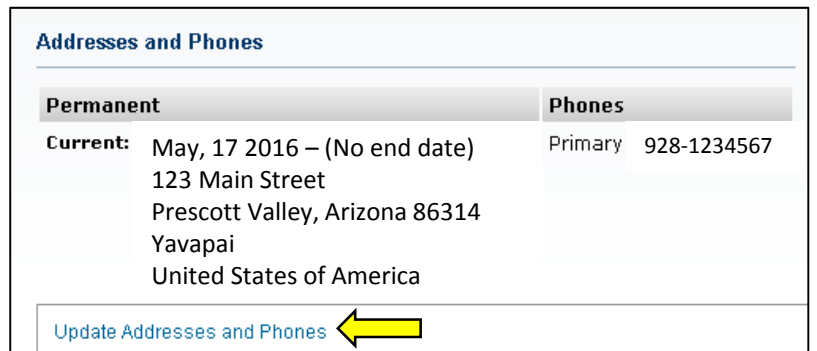 Addresses and Phones
Permanent Phones
Current: May, 17 2016 – (No end date) Primary 928-1234567
123 Main Street
Prescott Valley, Arizona 86314
Yavapai
United States of America
Update Addresses and Phones